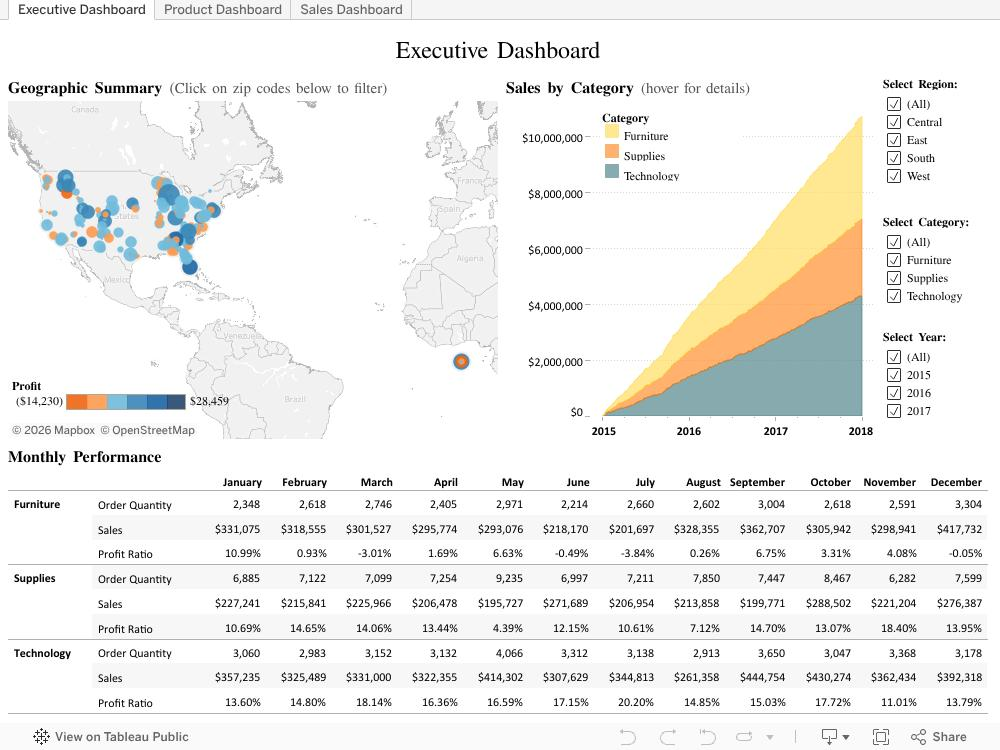 Executive Dashboard
Product Dashboard
Sales Dashboard
Executive Dashboard
Geographic Summary (Click on zip codes below to filter)
Canada
States
Mexico
Venezuela
Brazil
France
Spain
Algeria
Profit
($14,230) $28,459
© 2026 Mapbox © OpenStreetMap
Sales by Category (hover for details)
Category
Furniture
Supplies
Technology
$10,000,000
$8,000,000
$6,000,000
$4,000,000
$2,000,000
$0
2015 2016 2017 2018
Select Region:
(All)
Central
East
South
West
Select Category:
(All)
Furniture
Supplies
Technology
Select Year:
(All)
2015
2016
2017
Monthly Performance
January February March April May June July August September October November December
Furniture Order Quantity 2,348 2,618 2,746 2,405 2,971 2,214 2,660 2,602 3,004 2,618 2,591 3,304
Sales $331,075 $318,555 $301,527 $295,774 $293,076 $218,170 $201,697 $328,355 $362,707 $305,942 $298,941 $417,732
Profit Ratio 10.99% 0.93% -3.01% 1.69% 6.63% -0.49% -3.84% 0.26% 6.75% 3.31% 4.08% -0.05%
Supplies Order Quantity 6,885 7,122 7,099 7,254 9,235 6,997 7,211 7,850 7,447 8,467 6,282 7,599
Sales $227,241 $215,841 $225,966 $206,478 $195,727 $271,689 $206,954 $213,858 $199,771 $288,502 $221,204 $276,387
Profit Ratio 10.69% 14.65% 14.06% 13.44% 4.39% 12.15% 10.61% 7.12% 14.70% 13.07% 18.40% 13.95%
Technology Order Quantity 3,060 2,983 3,152 3,132 4,066 3,312 3,138 2,913 3,650 3,047 3,368 3,178
Sales $357,235 $325,489 $331,000 $322,355 $414,302 $307,629 $344,813 $261,358 $444,754 $430,274 $362,434 $392,318
Profit Ratio 13.60% 14.80% 18.14% 16.36% 16.59% 17.15% 20.20% 14.85% 15.03% 17.72% 11.01% 13.79%
View on Tableau Public
Share